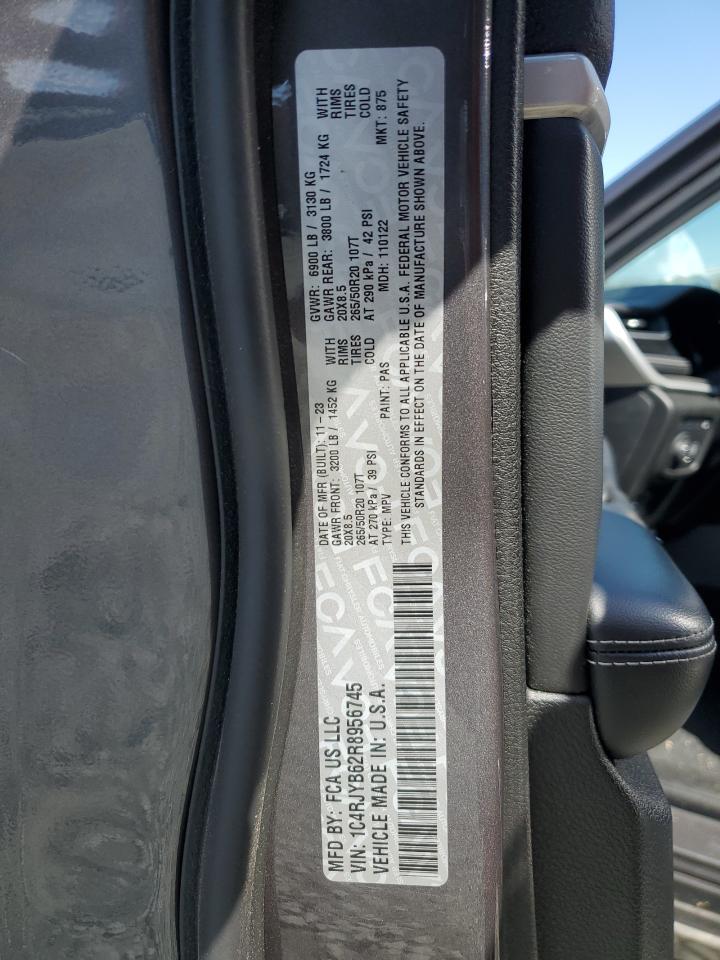 MFD BY: FCA US LLC
DATE OF MFR (BUILT): 11-23
GVWR: 6900 LB / 3130 KG
GAWR FRONT: 3200 LB / 1452 KG WITH
GAWR REAR: 3800 LB / 1724 KG WITH
20X8.5 RIMS
20X8.5 RIMS
265/50R20 107T TIRES
265/50R20 107T TIRES
AT 270 kPa / 39 PSI COLD
AT 290 kPa / 42 PSI COLD
VIN: 1C4RJYB62R8956745
TYPE: MPV PAINT: PAS MDH: 110122 MKT: 875
VEHICLE MADE IN: U.S.A.
THIS VEHICLE CONFORMS TO ALL APPLICABLE U.S.A. FEDERAL MOTOR VEHICLE SAFETY
STANDARDS IN EFFECT ON THE DATE OF MANUFACTURE SHOWN ABOVE.